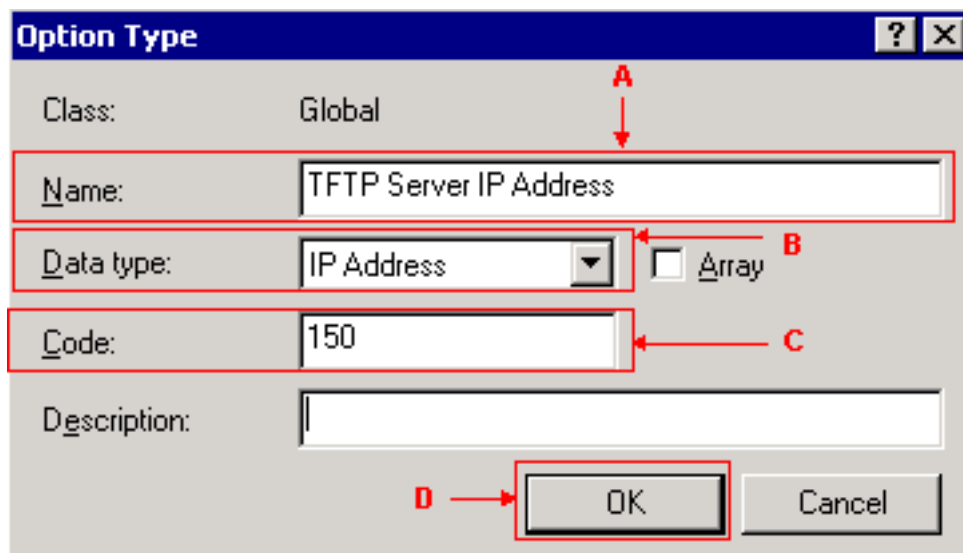 Option Type
A
Class: Global
Name: TFTP Server IP Address
B
Data type: IP Address Array
Code: 150
C
Description:
D OK Cancel